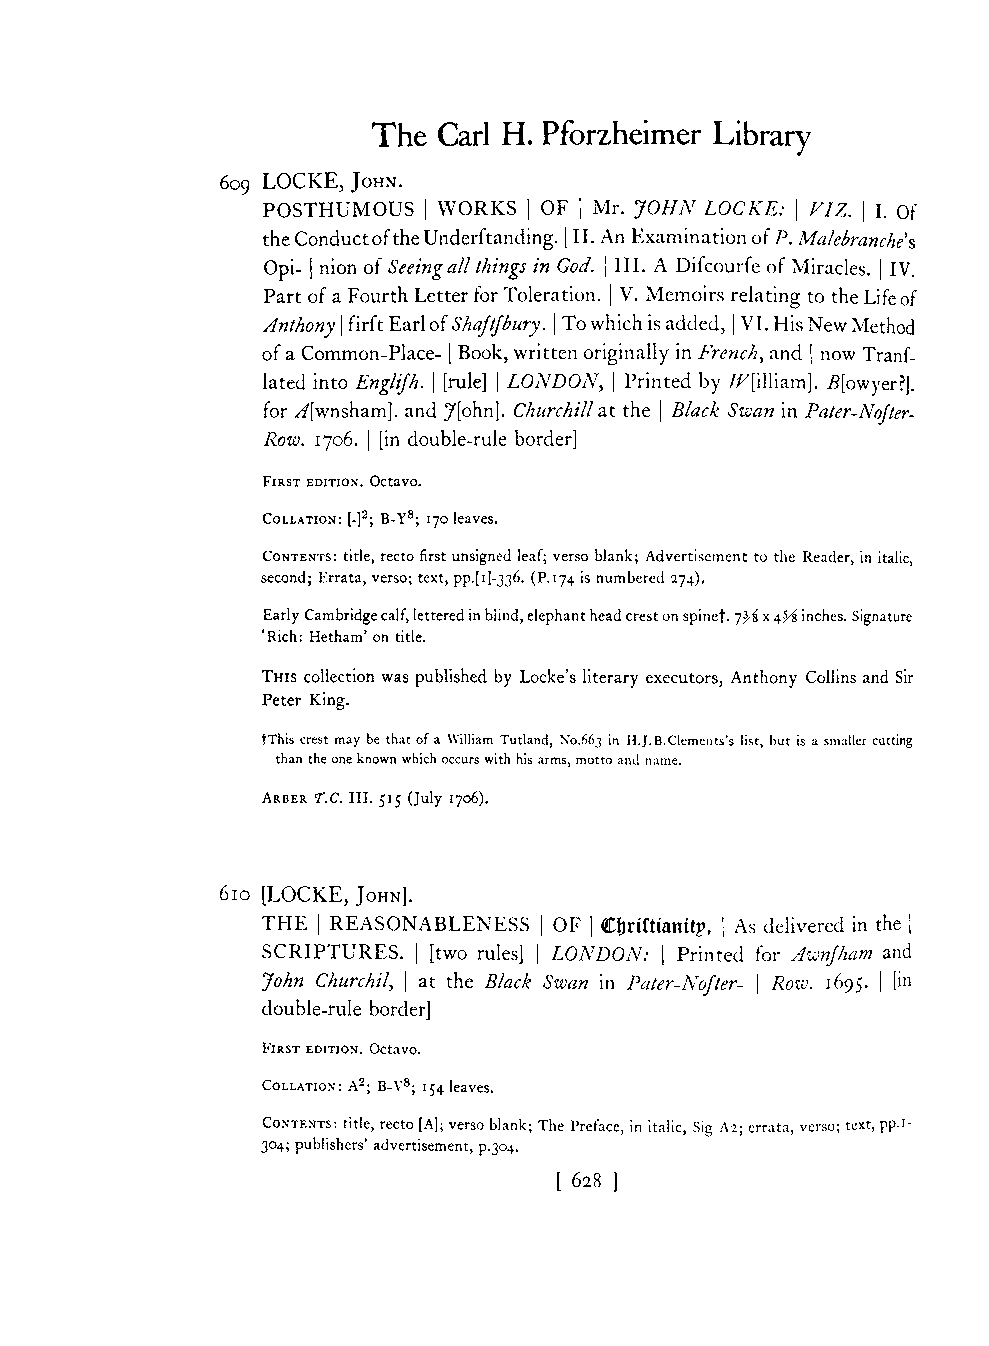 The Carl H. Pforzheimer Library
609 LOCKE, JOHN.
POSTHUMOUS | WORKS | OF | Mr. JOHN LOCKE: | VIZ. | I. Of
the Conduct of the Underſtanding. | II. An Examination of P. Malebranche's
Opi- | nion of Seeing all things in God. | III. A Diſcourſe of Miracles. | IV.
Part of a Fourth Letter for Toleration. | V. Memoirs relating to the Life of
Anthony | firſt Earl of Shaftſbury. | To which is added, | VI. His New Method
of a Common-Place- | Book, written originally in French, and | now Tranſ-
lated into Engliſh. | [rule] | LONDON, | Printed by W[illiam]. B[owyer?].
for A[wnsham]. and J[ohn]. Churchill at the | Black Swan in Pater-Noſter-
Row. 1706. | [in double-rule border]
FIRST EDITION. Octavo.
COLLATION: [-]²; B-Y⁸; 170 leaves.
CONTENTS: title, recto first unsigned leaf; verso blank; Advertisement to the Reader, in italic,
second; Errata, verso; text, pp.[1]-336. (P.174 is numbered 274).
Early Cambridge calf, lettered in blind, elephant head crest on spine†. 7⅜ x 4⅝ inches. Signature
'Rich: Hetham' on title.
THIS collection was published by Locke's literary executors, Anthony Collins and Sir
Peter King.
†This crest may be that of a William Tutland, No.663 in H.J.B.Clements's list, but is a smaller cutting
than the one known which occurs with his arms, motto and name.
ARBER T.C. III. 515 (July 1706).
610 [LOCKE, JOHN].
THE | REASONABLENESS | OF | Chriſtianity, | As delivered in the |
SCRIPTURES. | [two rules] | LONDON: | Printed for Awnſham and
John Churchil, | at the Black Swan in Pater-Noſter- | Row. 1695. | [in
double-rule border]
FIRST EDITION. Octavo.
COLLATION: A²; B-V⁸; 154 leaves.
CONTENTS: title, recto [A]; verso blank; The Preface, in italic, Sig A2; errata, verso; text, pp.1-
304; publishers' advertisement, p.304.
[ 628 ]